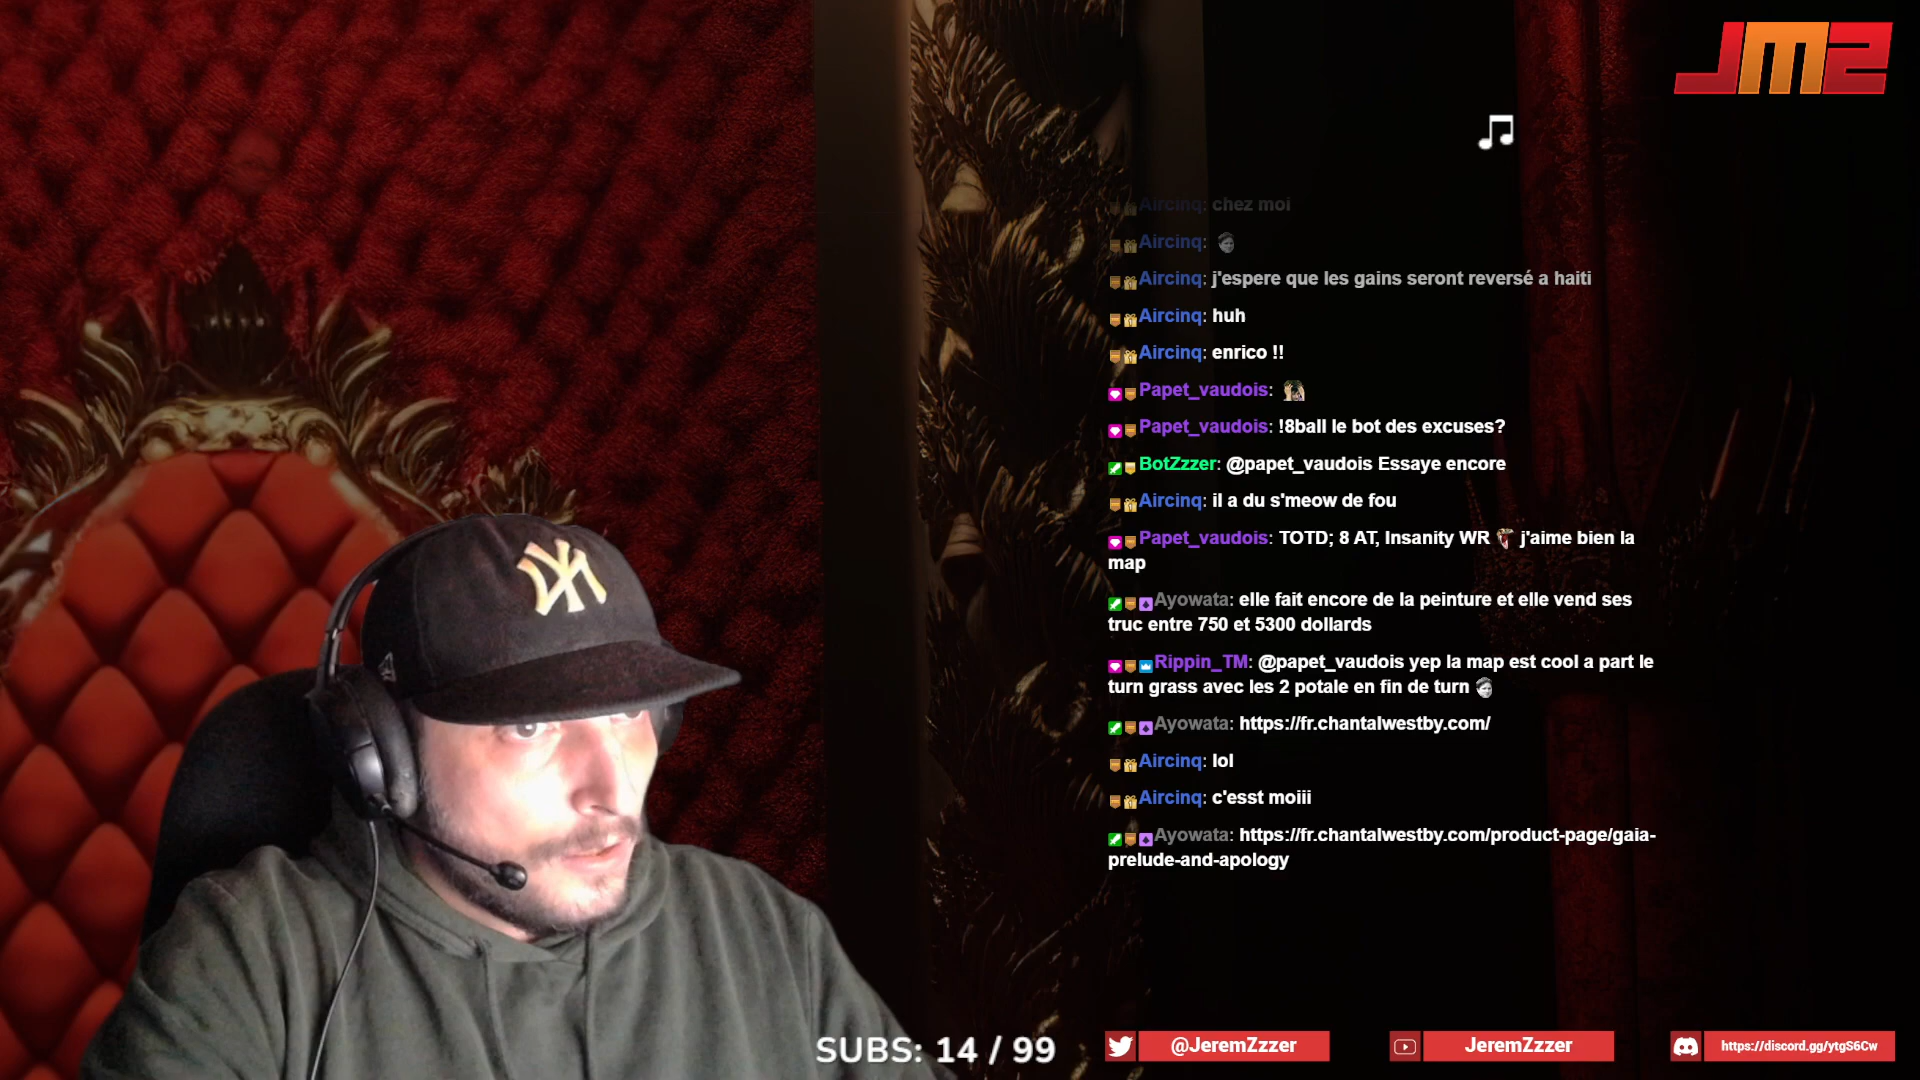 JMZ
Aircinq: chez moi
Aircinq:
Aircinq: j'espere que les gains seront reversé a haiti
Aircinq: huh
Aircinq: enrico !!
Papet_vaudois:
Papet_vaudois: !8ball le bot des excuses?
BotZzzer: @papet_vaudois Essaye encore
Aircinq: il a du s'meow de fou
Papet_vaudois: TOTD; 8 AT, Insanity WR j'aime bien la
map
Ayowata: elle fait encore de la peinture et elle vend ses
truc entre 750 et 5300 dollards
Rippin_TM: @papet_vaudois yep la map est cool a part le
turn grass avec les 2 potale en fin de turn
Ayowata: https://fr.chantalwestby.com/
Aircinq: lol
Aircinq: c'esst moiii
Ayowata: https://fr.chantalwestby.com/product-page/gaia-
prelude-and-apology
NY
SUBS: 14 / 99
@JeremZzzer
JeremZzzer
https://discord.gg/ytgS6Cw